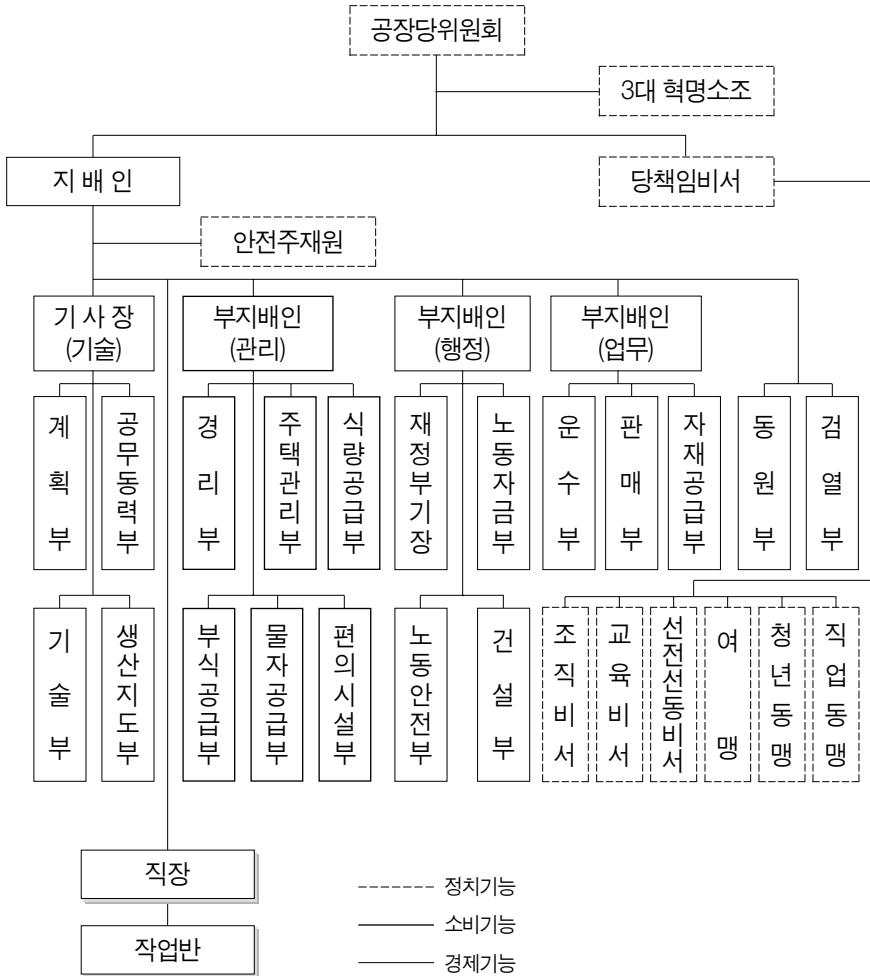 공장당위원회
3대 혁명소조
지 배 인
당책임비서
안전주재원
기 사 장
(기술)
부지배인
(관리)
부지배인
(행정)
부지배인
(업무)
계획부
공무동력부
경리부
주택관리부
식량공급부
재정부기장
노동자금부
운수부
판매부
자재공급부
동원부
검열부
기술부
생산지도부
부식공급부
물자공급부
편의시설부
노동안전부
건설부
조직비서
교육비서
선전선동비서
여맹
청년동맹
직업동맹
직장
작업반
정치기능
소비기능
경제기능